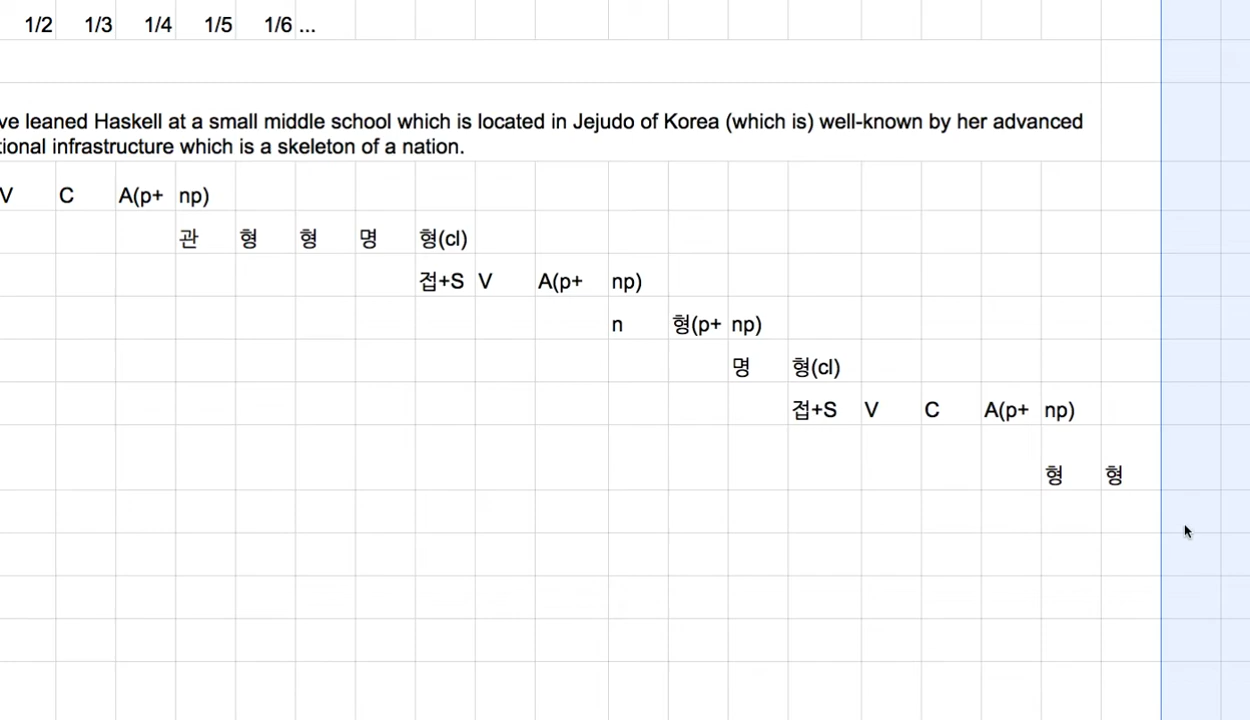 1/2 1/3 1/4 1/5 1/6 ...
ve leaned Haskell at a small middle school which is located in Jejudo of Korea (which is) well-known by her advanced
tional infrastructure which is a skeleton of a nation.
V C A(p+ np)
관 형 형 명 형(cl)
접+S V A(p+ np)
n 형(p+ np)
명 형(cl)
접+S V C A(p+ np)
형 형